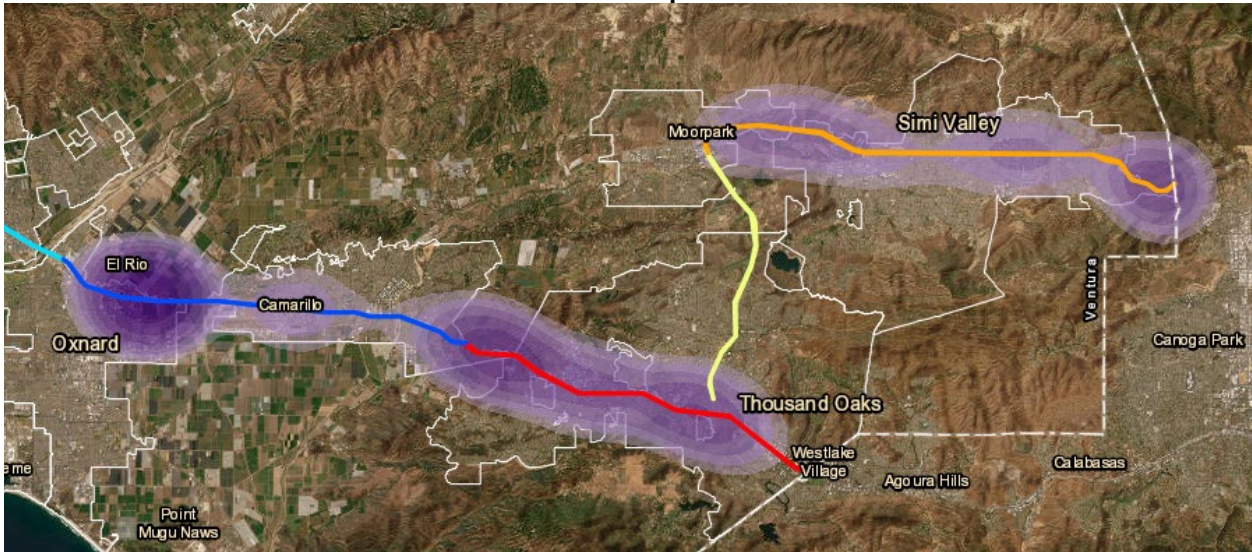 Simi Valley
Moorpark
El Rio
Ventura
Camarillo
Oxnard
Canoga Park
Thousand Oaks
Westlake
Village
Calabasas
Agoura Hills
eme
Point
Mugu Naws